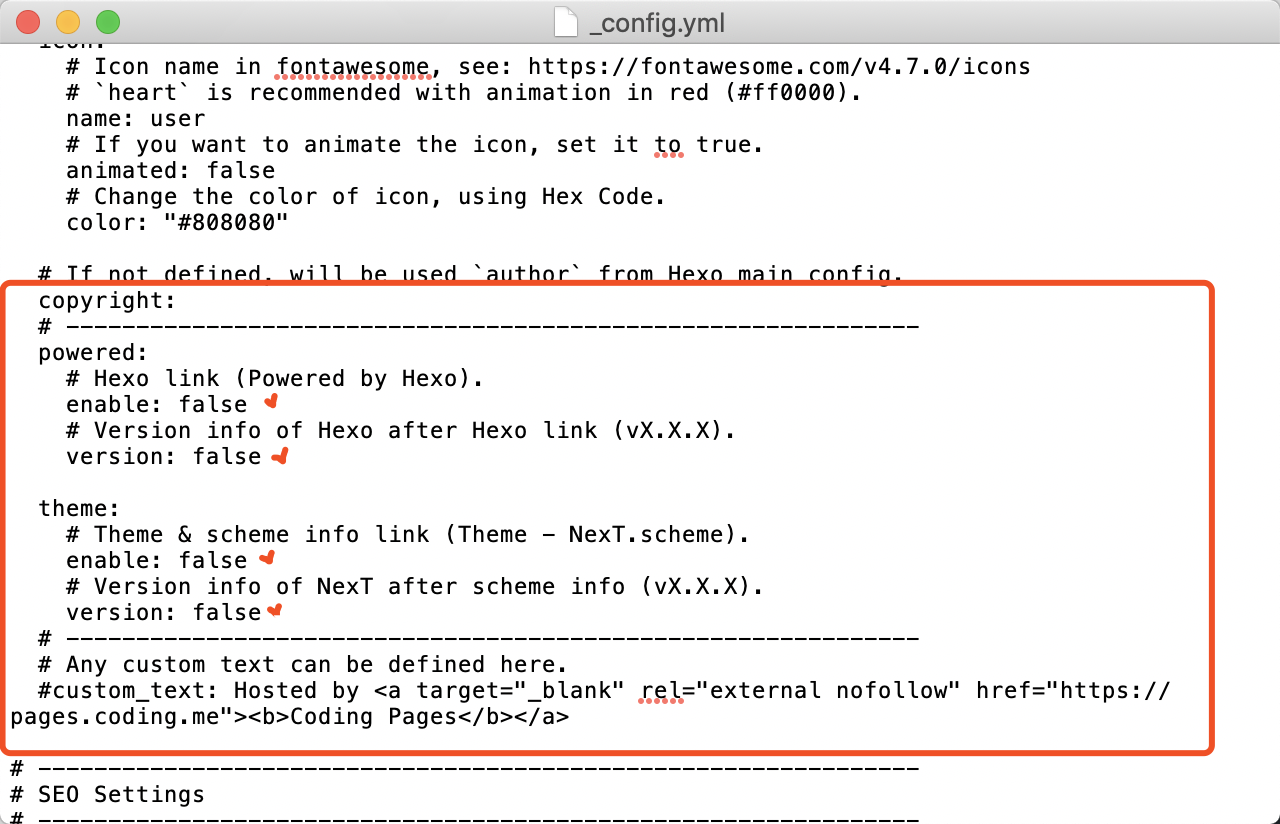 _config.yml
icon:
# Icon name in fontawesome, see: https://fontawesome.com/v4.7.0/icons
# `heart` is recommended with animation in red (#ff0000).
name: user
# If you want to animate the icon, set it to true.
animated: false
# Change the color of icon, using Hex Code.
color: "#808080"
# If not defined, will be used `author` from Hexo main config.
copyright:
# -------------------------------------------------------------
powered:
# Hexo link (Powered by Hexo).
enable: false
# Version info of Hexo after Hexo link (vX.X.X).
version: false
theme:
# Theme & scheme info link (Theme - NexT.scheme).
enable: false
# Version info of NexT after scheme info (vX.X.X).
version: false
# -------------------------------------------------------------
# Any custom text can be defined here.
#custom_text: Hosted by <a target="_blank" rel="external nofollow" href="https://
pages.coding.me"><b>Coding Pages</b></a>
# ---------------------------------------------------------------
# SEO Settings
# ---------------------------------------------------------------